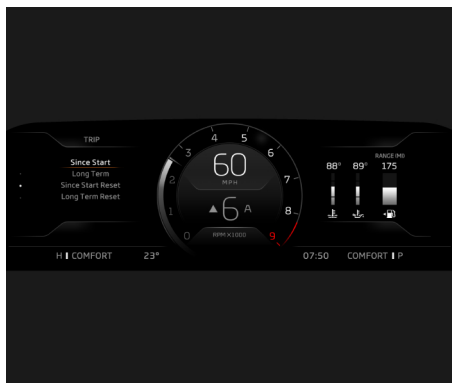 TRIP
Since Start
Long Term
Since Start Reset
Long Term Reset
0
1
2
3
4
5
6
7
8
9
60
MPH
6 A
RPM X1000
RANGE (MI)
88° 89° 175
H COMFORT 23°
07:50 COMFORT P